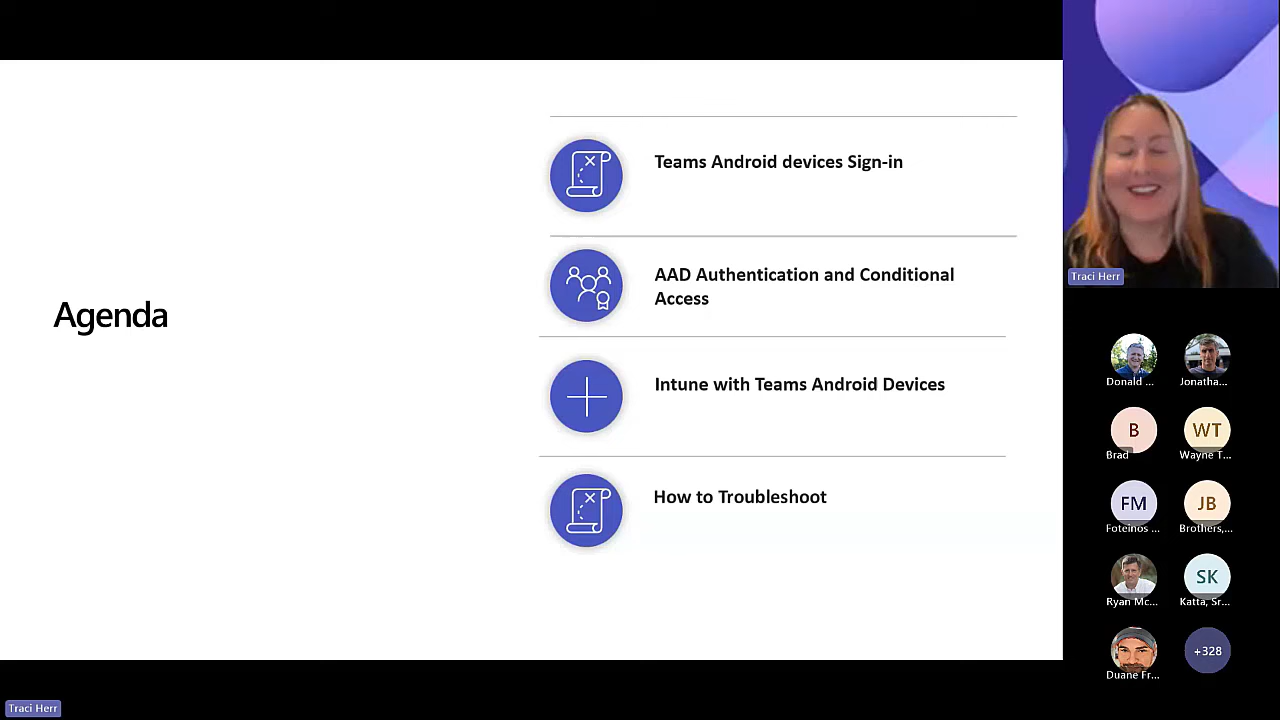 Agenda
Teams Android devices Sign-in
AAD Authentication and Conditional
Access
Intune with Teams Android Devices
How to Troubleshoot
Traci Herr
Donald ...
Jonatha...
B
Brad
WT
Wayne T...
FM
Foteinos ...
JB
Brothers,...
Ryan Mc...
SK
Katta, Sr...
Duane Fr...
+328
Traci Herr